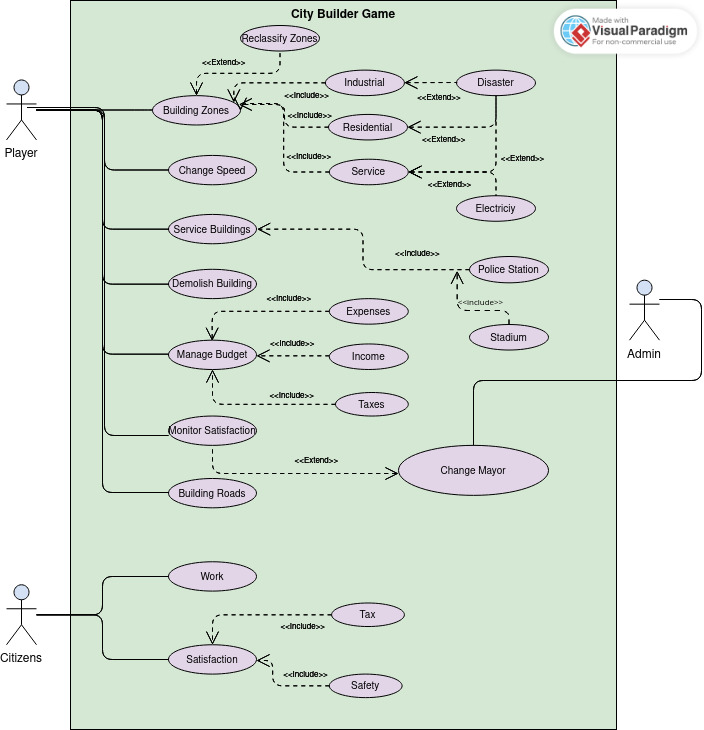 City Builder Game
Made with
Visual Paradigm
For non-commercial use
Reclassify Zones
<<Extend>>
Industrial
Disaster
<<Include>>
<<Extend>>
Building Zones
<<Include>>
Residential
<<Extend>>
Player
<<Include>>
<<Extend>>
Change Speed
Service
<<Extend>>
Electriciy
Service Buildings
<<Include>>
Police Station
Demolish Building
<<Include>>
<<Include>>
Expenses
Stadium
<<Include>>
Manage Budget
Income
Admin
<<Include>>
Taxes
Monitor Satisfaction
<<Extend>>
Change Mayor
Building Roads
Work
Tax
<<Include>>
Citizens
Satisfaction
<<Include>>
Safety